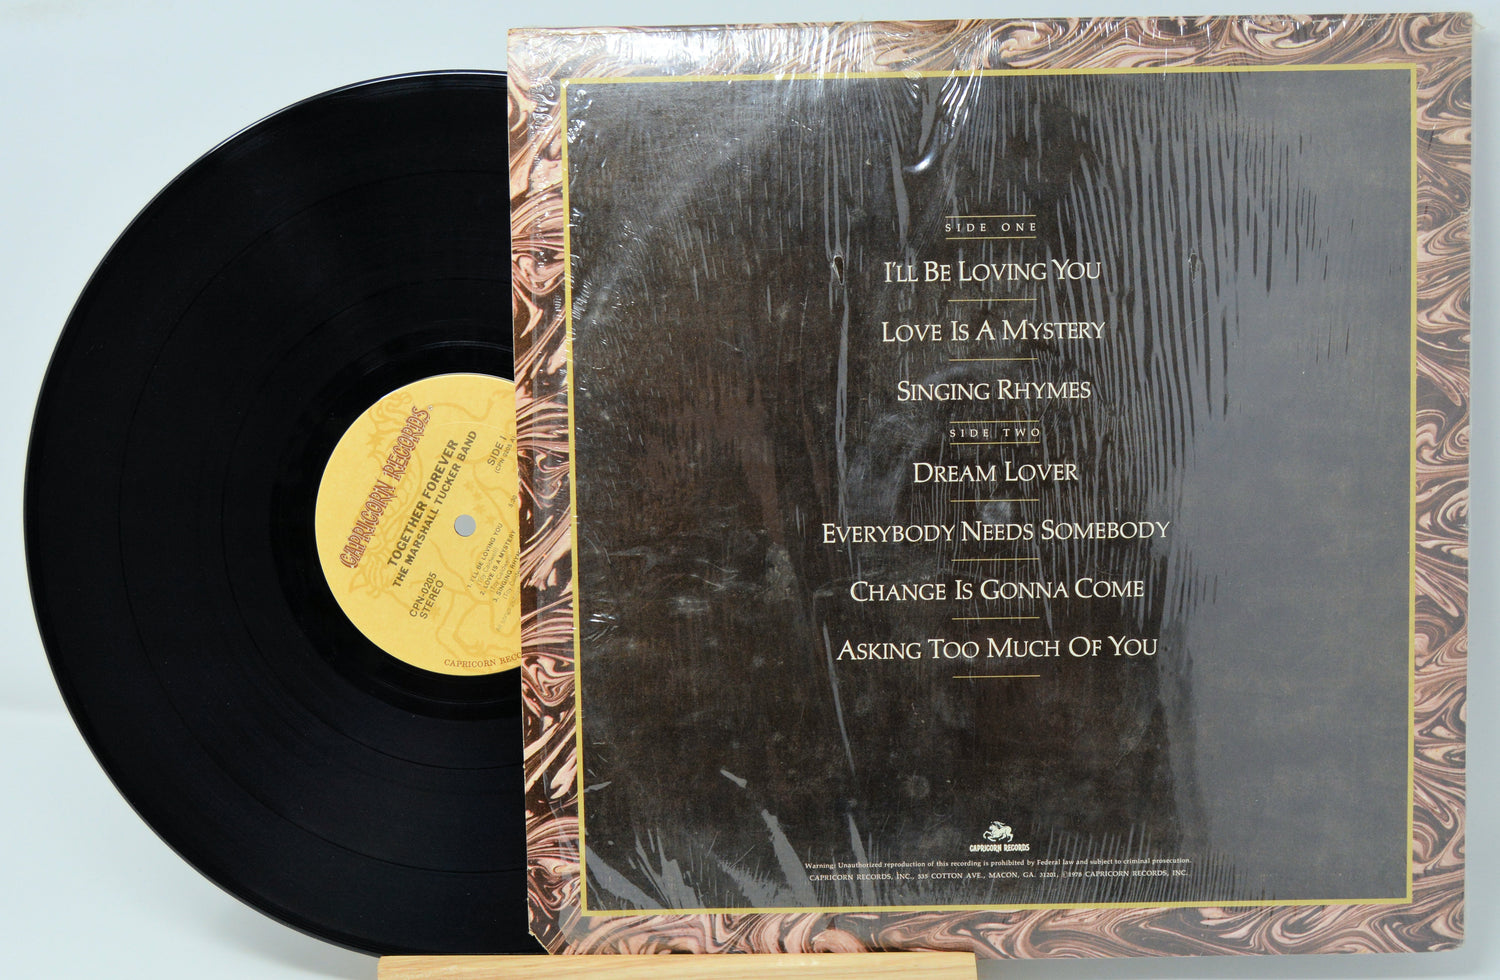 CAPRICORN RECORDS
TOGETHER FOREVER
THE MARSHALL TUCKER BAND
SIDE 1
CPN-0205
STEREO
1. I'LL BE LOVING YOU
2. LOVE IS A MYSTERY
3. SINGING
CAPRICORN
SIDE ONE
I'LL BE LOVING YOU
LOVE IS A MYSTERY
SINGING RHYMES
SIDE TWO
DREAM LOVER
EVERYBODY NEEDS SOMEBODY
CHANGE IS GONNA COME
ASKING TOO MUCH OF YOU
CAPRICORN RECORDS
Warning: Unauthorized reproduction of this recording is prohibited by Federal law and subject to criminal prosecution.
CAPRICORN RECORDS, INC., 535 COTTON AVE., MACON, GA. 31201, Ⓟ1978 CAPRICORN RECORDS, INC.